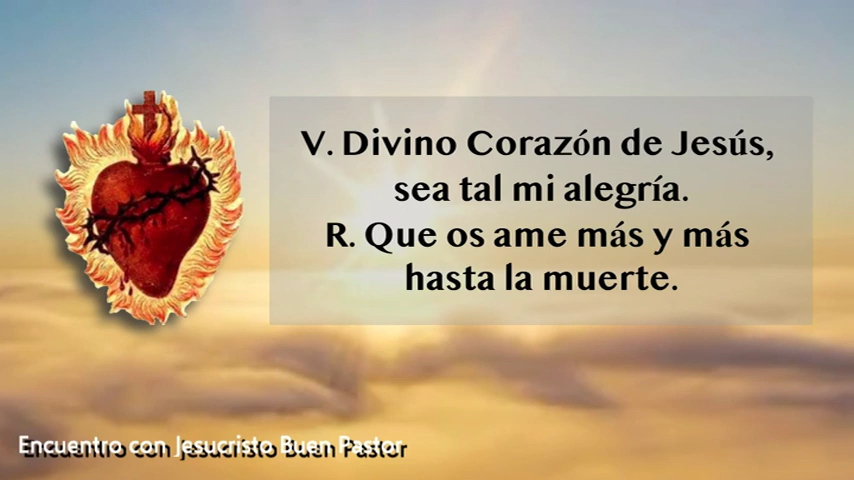 V. Divino Corazón de Jesús,
sea tal mi alegría.
R. Que os ame más y más
hasta la muerte.
Encuentro con Jesucristo Buen Pastor